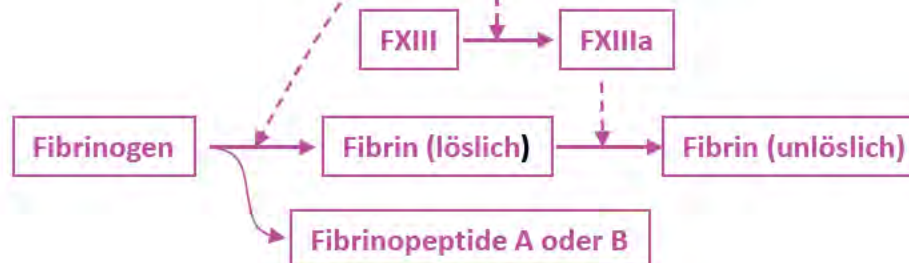 FXIII FXIIIa
Fibrinogen Fibrin (löslich) Fibrin (unlöslich)
Fibrinopeptide A oder B